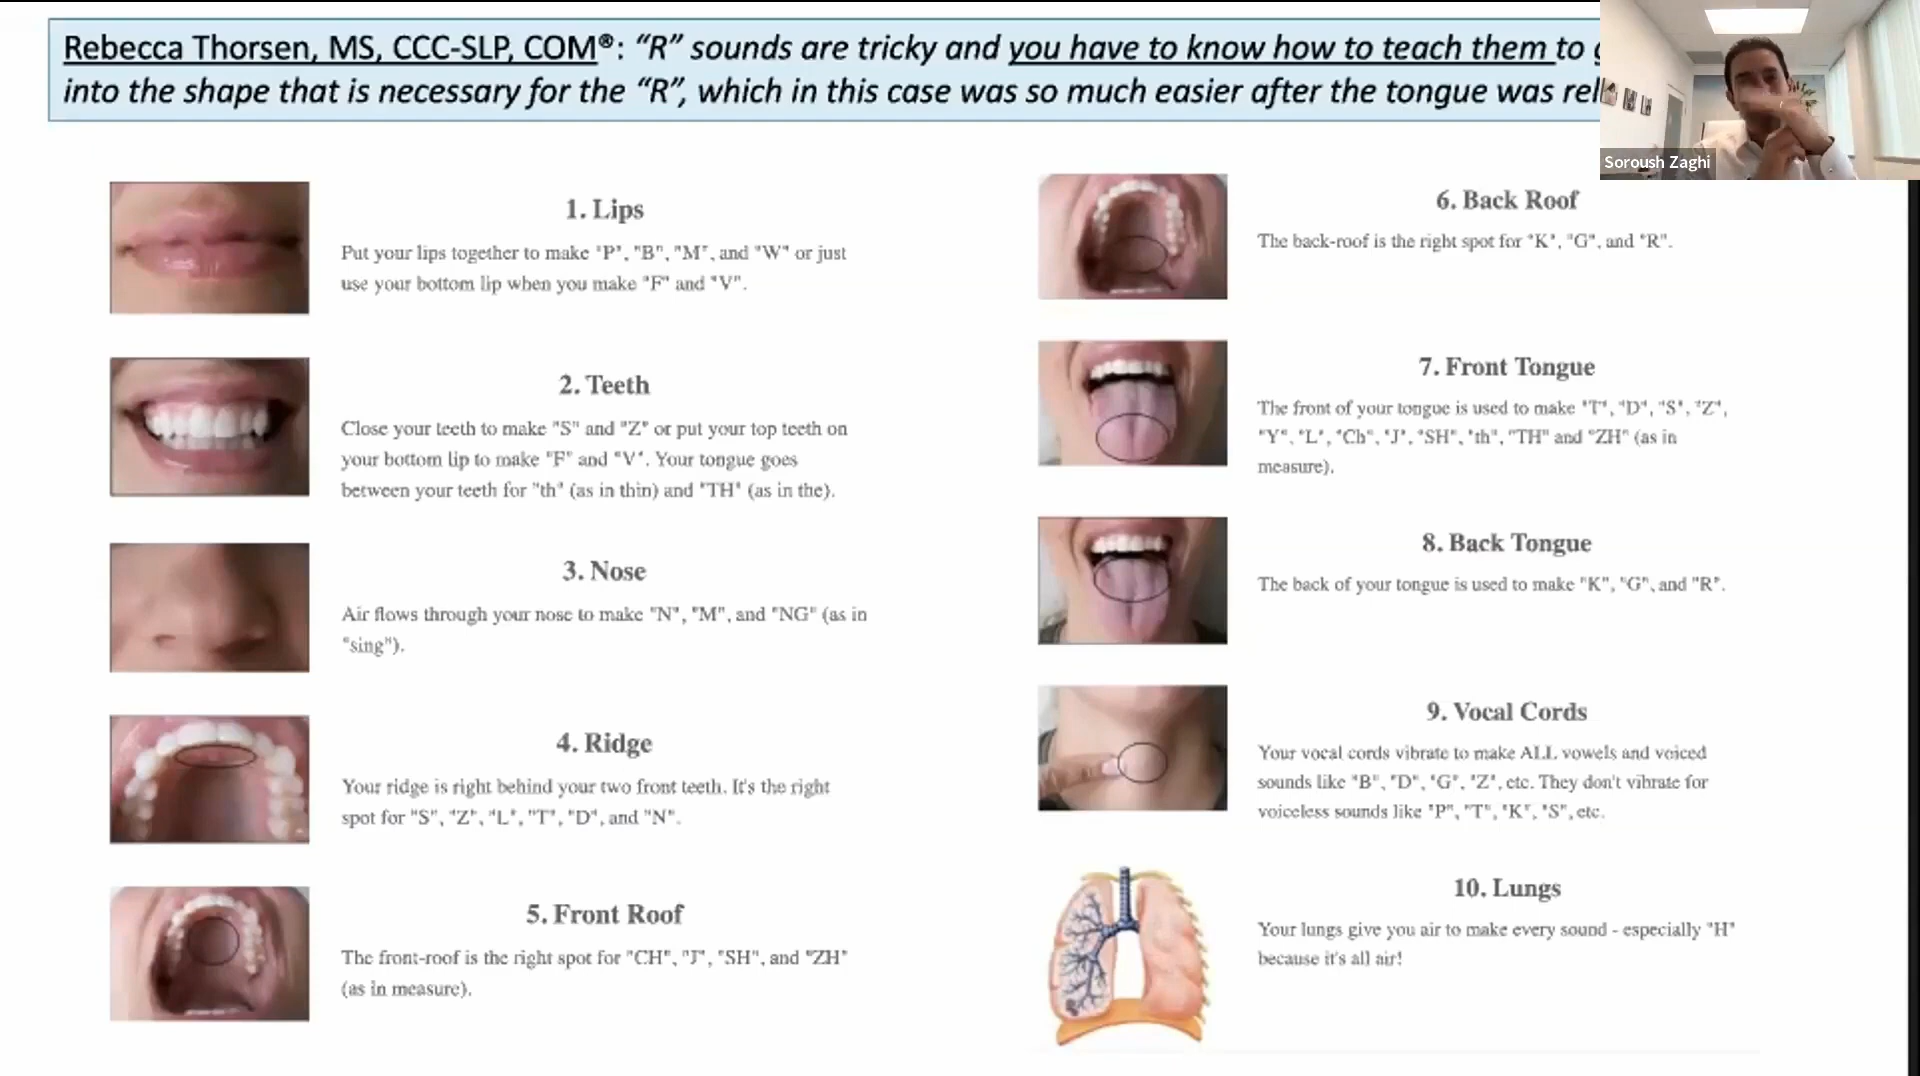 Rebecca Thorsen, MS, CCC-SLP, COM®: “R” sounds are tricky and you have to know how to teach them to
into the shape that is necessary for the “R”, which in this case was so much easier after the tongue was
Soroush Zaghi
1. Lips
Put your lips together to make "P", "B", "M", and "W" or just
use your bottom lip when you make "F" and "V".
2. Teeth
Close your teeth to make "S" and "Z" or put your top teeth on
your bottom lip to make "F" and "V". Your tongue goes
between your teeth for "th" (as in thin) and "TH" (as in the).
3. Nose
Air flows through your nose to make "N", "M", and "NG" (as in
"sing").
4. Ridge
Your ridge is right behind your two front teeth. It's the right
spot for "S", "Z", "L", "T", "D", and "N".
5. Front Roof
The front-roof is the right spot for "CH", "J", "SH", and "ZH"
(as in measure).
6. Back Roof
The back-roof is the right spot for "K", "G", and "R".
7. Front Tongue
The front of your tongue is used to make "T", "D", "S", "Z",
"Y", "L", "Ch", "J", "SH", "th", "TH" and "ZH" (as in
measure).
8. Back Tongue
The back of your tongue is used to make "K", "G", and "R".
9. Vocal Cords
Your vocal cords vibrate to make ALL vowels and voiced
sounds like "B", "D", "G", "Z", etc. They don't vibrate for
voiceless sounds like "P", "T", "K", "S", etc.
10. Lungs
Your lungs give you air to make every sound - especially "H"
because it's all air!